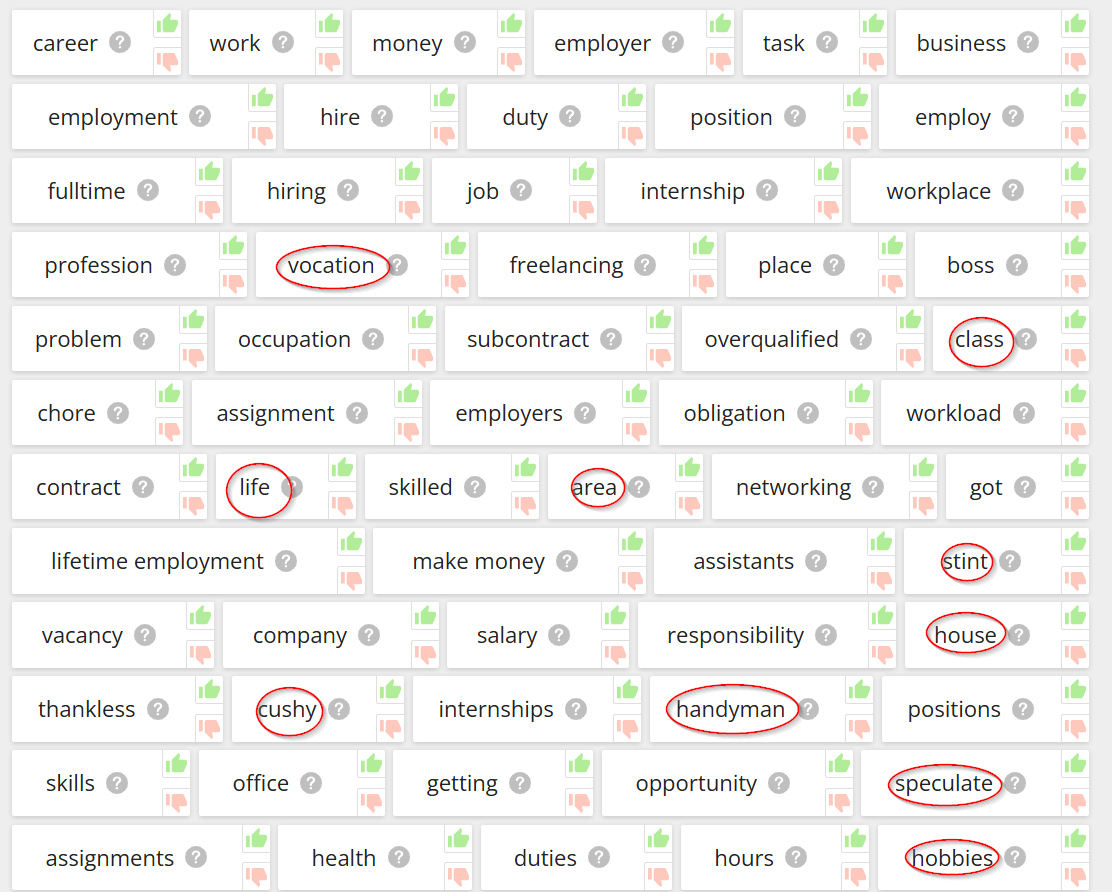 career ? work ? money ? employer ? task ? business ?
employment ? hire ? duty ? position ? employ ?
fulltime ? hiring ? job ? internship ? workplace ?
profession ? vocation ? freelancing ? place ? boss ?
problem ? occupation ? subcontract ? overqualified ? class ?
chore ? assignment ? employers ? obligation ? workload ?
contract ? life ? skilled ? area ? networking ? got ?
lifetime employment ? make money ? assistants ? stint ?
vacancy ? company ? salary ? responsibility ? house ?
thankless ? cushy ? internships ? handyman ? positions ?
skills ? office ? getting ? opportunity ? speculate ?
assignments ? health ? duties ? hours ? hobbies ?